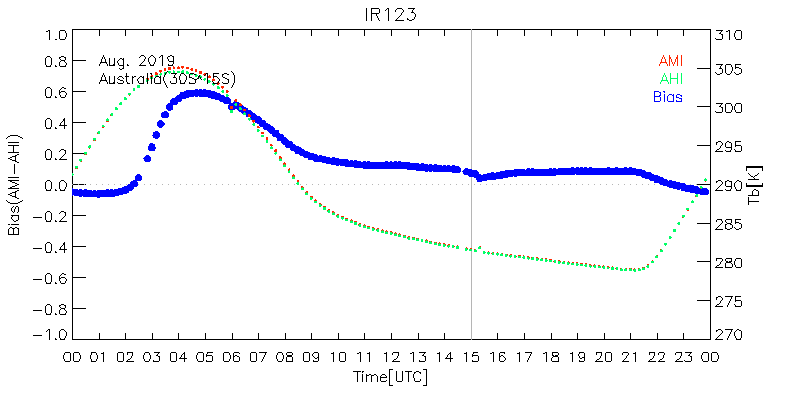 IR123
1.0
0.8
0.6
0.4
0.2
0.0
−0.2
−0.4
−0.6
−0.8
−1.0
Bias(AMI−AHI)
Aug. 2019
Australia(30S~15S)
AMI
AHI
Bias
310
305
300
295
290
285
280
275
270
Tb[K]
00 01 02 03 04 05 06 07 08 09 10 11 12 13 14 15 16 17 18 19 20 21 22 23 00
Time[UTC]